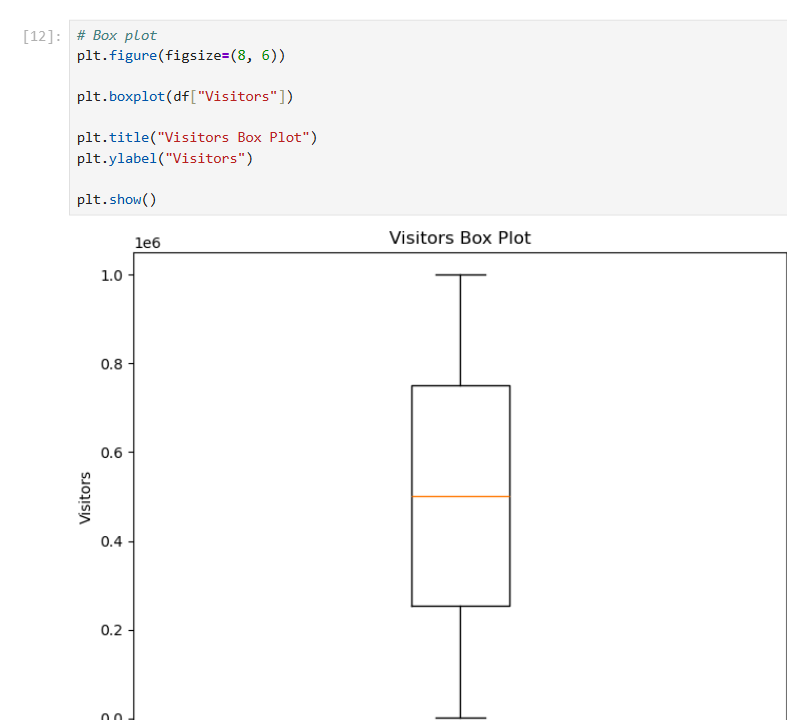 [12]:
# Box plot
plt.figure(figsize=(8, 6))
plt.boxplot(df["Visitors"])
plt.title("Visitors Box Plot")
plt.ylabel("Visitors")
plt.show()
Visitors Box Plot
1e6
1.0
0.8
0.6
Visitors
0.4
0.2
0.0